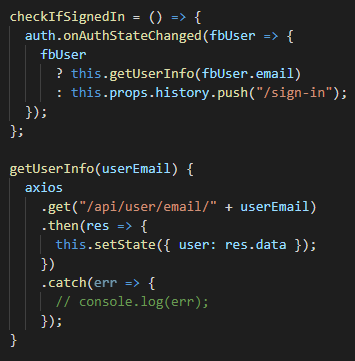 checkIfSignedIn = () => {
  auth.onAuthStateChanged(fbUser => {
    fbUser
      ? this.getUserInfo(fbUser.email)
      : this.props.history.push("/sign-in");
  });
};

getUserInfo(userEmail) {
  axios
    .get("/api/user/email/" + userEmail)
    .then(res => {
      this.setState({ user: res.data });
    })
    .catch(err => {
      // console.log(err);
    });
}